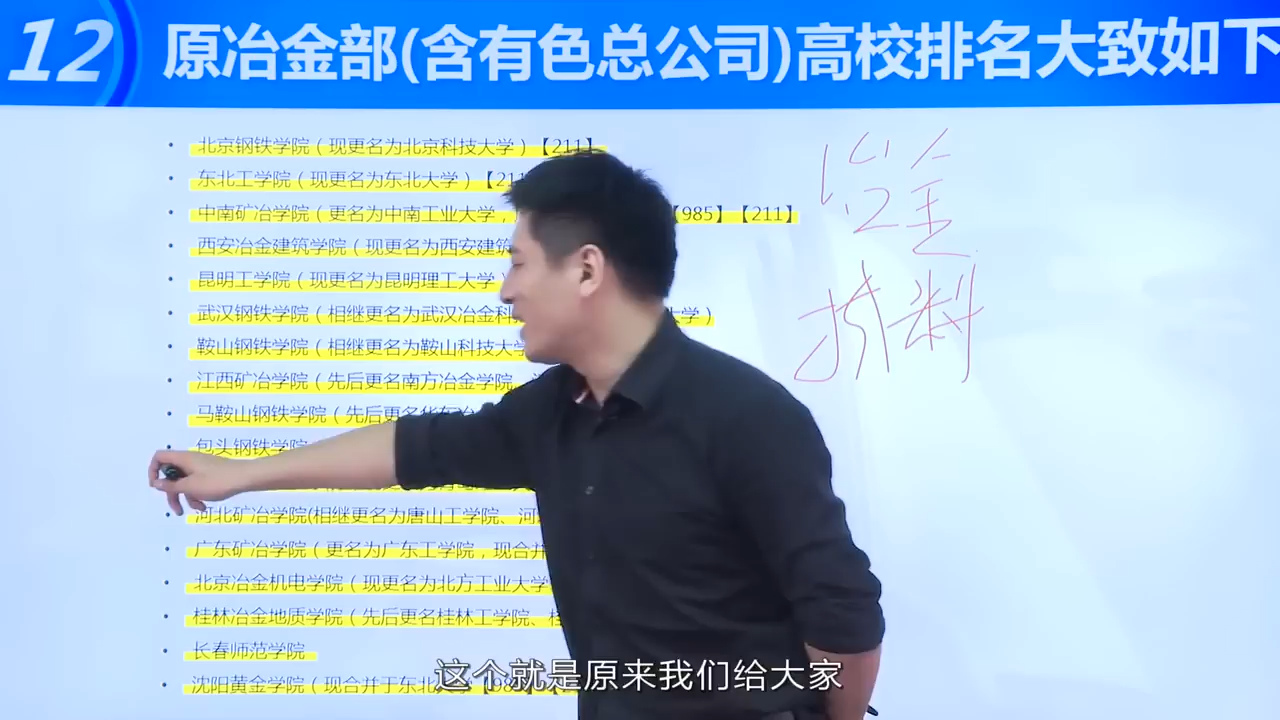 12 原冶金部(含有色总公司)高校排名大致如下
• 北京钢铁学院（现更名为北京科技大学）【211】
• 东北工学院（现更名为东北大学）【211
• 中南矿冶学院（更名为中南工业大学， 【985】【211】
• 西安冶金建筑学院（现更名为西安建筑
• 昆明工学院（现更名为昆明理工大学）
• 武汉钢铁学院（相继更名为武汉冶金科 大学）
• 鞍山钢铁学院（相继更名为鞍山科技大学
• 江西矿冶学院（先后更名南方冶金学院、
• 马鞍山钢铁学院（先后更名华东冶
• 包头钢铁学院
• 河北矿冶学院(相继更名为唐山工学院、河
• 广东矿冶学院（更名为广东工学院，现合并
• 北京冶金机电学院（现更名为北方工业大学
• 桂林冶金地质学院（先后更名桂林工学院、桂
• 长春师范学院
• 沈阳黄金学院（现合并于东北
冶金
材料
这个就是原来我们给大家